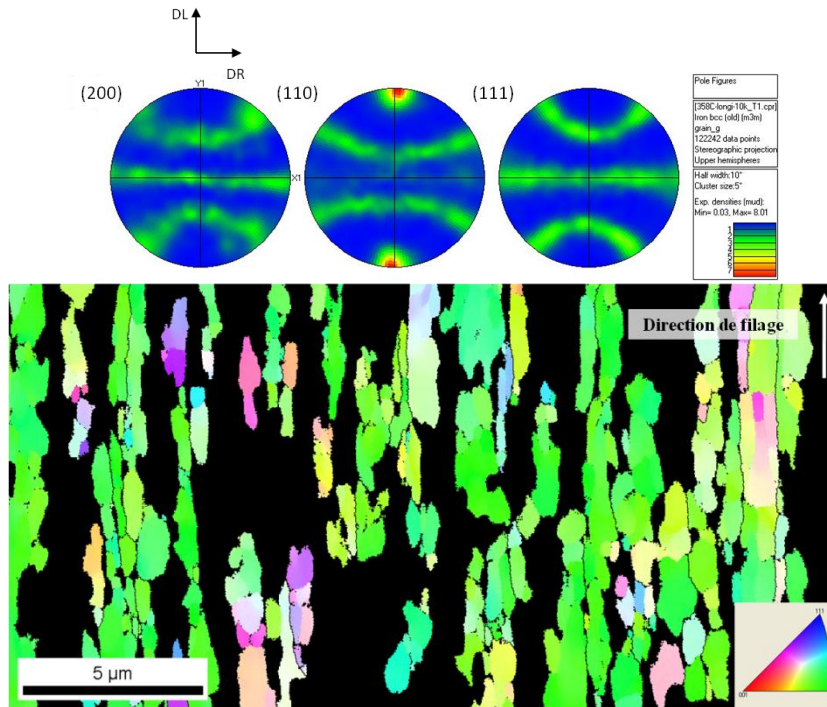 DL
DR
(200)
Y1
(110)
(111)
X1
Pole Figures
[358C-longi-10k_T1.cpr]
Iron bcc (old) (m3m)
grain_g
122242 data points
Stereographic projection
Upper hemispheres
Half width:10°
Cluster size:5°
Exp. densities (mud):
Min= 0.03, Max= 8.01
1
2
3
4
5
6
7
Direction de filage
5 µm
111
001